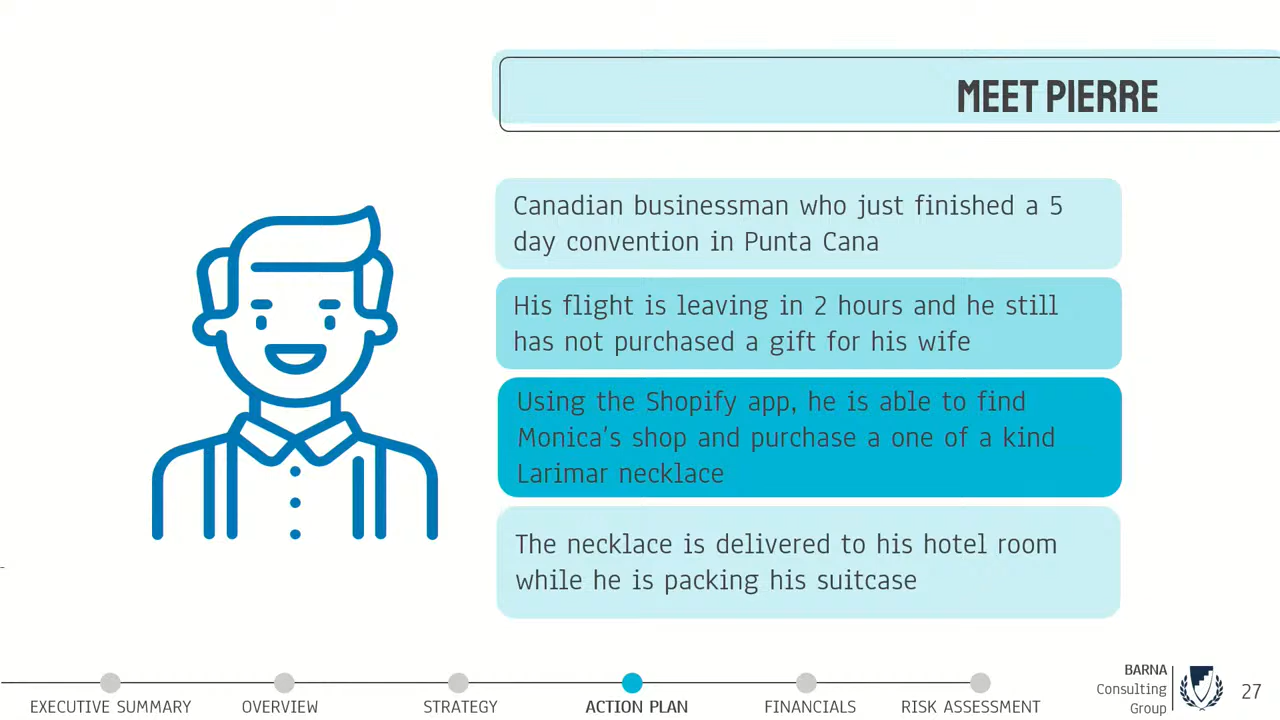 MEET PIERRE
Canadian businessman who just finished a 5
day convention in Punta Cana
His flight is leaving in 2 hours and he still
has not purchased a gift for his wife
Using the Shopify app, he is able to find
Monica's shop and purchase a one of a kind
Larimar necklace
The necklace is delivered to his hotel room
while he is packing his suitcase
EXECUTIVE SUMMARY
OVERVIEW
STRATEGY
ACTION PLAN
FINANCIALS
RISK ASSESSMENT
BARNA
Consulting
Group
27